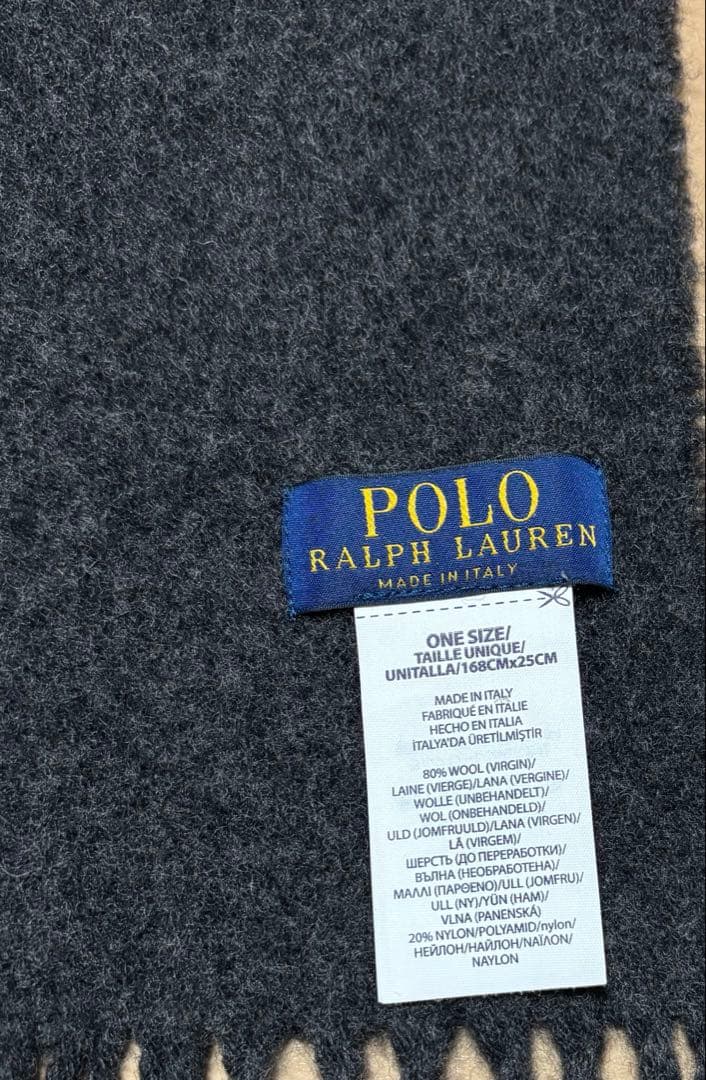 POLO
RALPH LAUREN
MADE IN ITALY
ONE SIZE/
TAILLE UNIQUE/
UNITALLA/168CMx25CM
MADE IN ITALY
FABRIQUÉ EN ITALIE
HECHO EN ITALIA
İTALYA'DA ÜRETİLMİŞTİR
80% WOOL (VIRGIN)/
LAINE (VIERGE)/LANA (VERGINE)/
WOLLE (UNBEHANDELT)/
WOL (ONBEHANDELD)/
ULD (JOMFRUULD)/LANA (VIRGEN)/
LÃ (VIRGEM)/
ШЕРСТЬ (ДО ПЕРЕРАБОТКИ)/
ВЪЛНА (НЕОБРАБОТЕНА)/
ΜΑΛΛΙ (ΠΑΡΘΕΝΟ)/ULL (JOMFRU)/
ULL (NY)/YÜN (HAM)/
VLNA (PANENSKÁ)
20% NYLON/POLYAMID/nylon/
НЕЙЛОН/НАЙЛОН/ΝΑΪΛΟΝ/
NAYLON